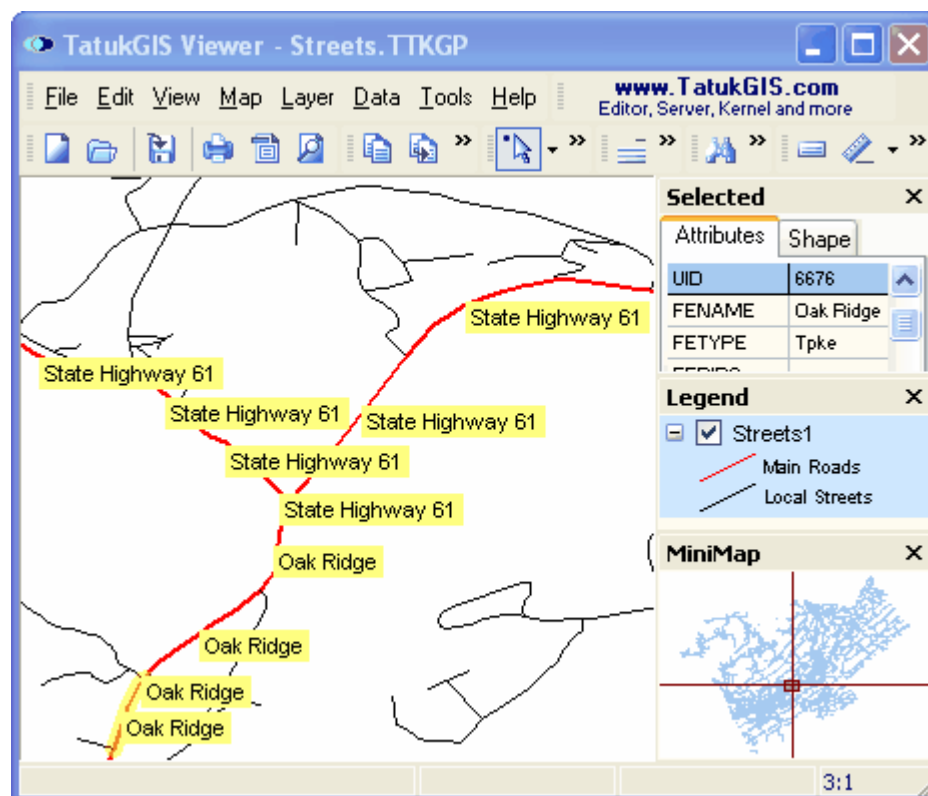 TatukGIS Viewer - Streets.TTKGP
File Edit View Map Layer Data Tools Help
www.TatukGIS.com
Editor, Server, Kernel and more
Selected
Attributes Shape
UID 6676
FENAME Oak Ridge
FETYPE Tpke
Legend
Streets1
Main Roads
Local Streets
MiniMap
State Highway 61
State Highway 61
State Highway 61
State Highway 61
State Highway 61
State Highway 61
Oak Ridge
Oak Ridge
Oak Ridge
Oak Ridge
3:1